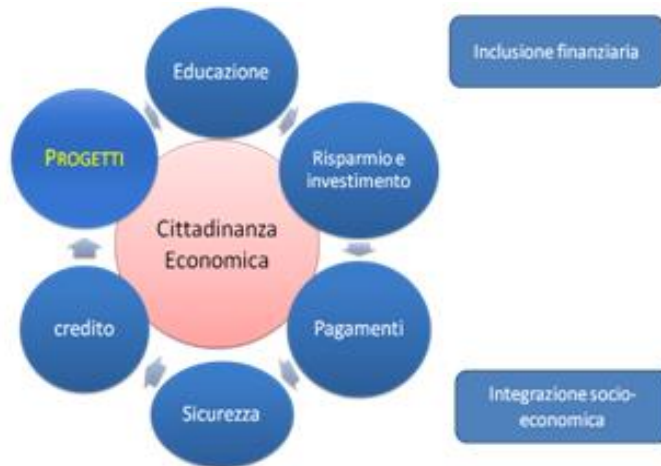 Educazione
Inclusione finanziaria
PROGETTI
Risparmio e
investimento
Cittadinanza
Economica
credito
Pagamenti
Sicurezza
Integrazione socio-
economica